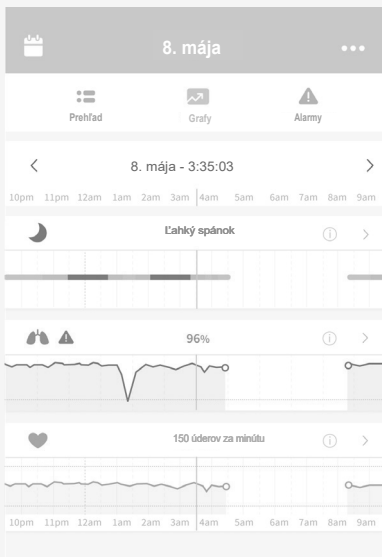 8. mája
Prehľad Grafy Alarmy
8. mája - 3:35:03
10pm 11pm 12am 1am 2am 3am 4am 5am 6am 7am 8am 9am
Ľahký spánok
96%
150 úderov za minútu
10pm 11pm 12am 1am 2am 3am 4am 5am 6am 7am 8am 9am